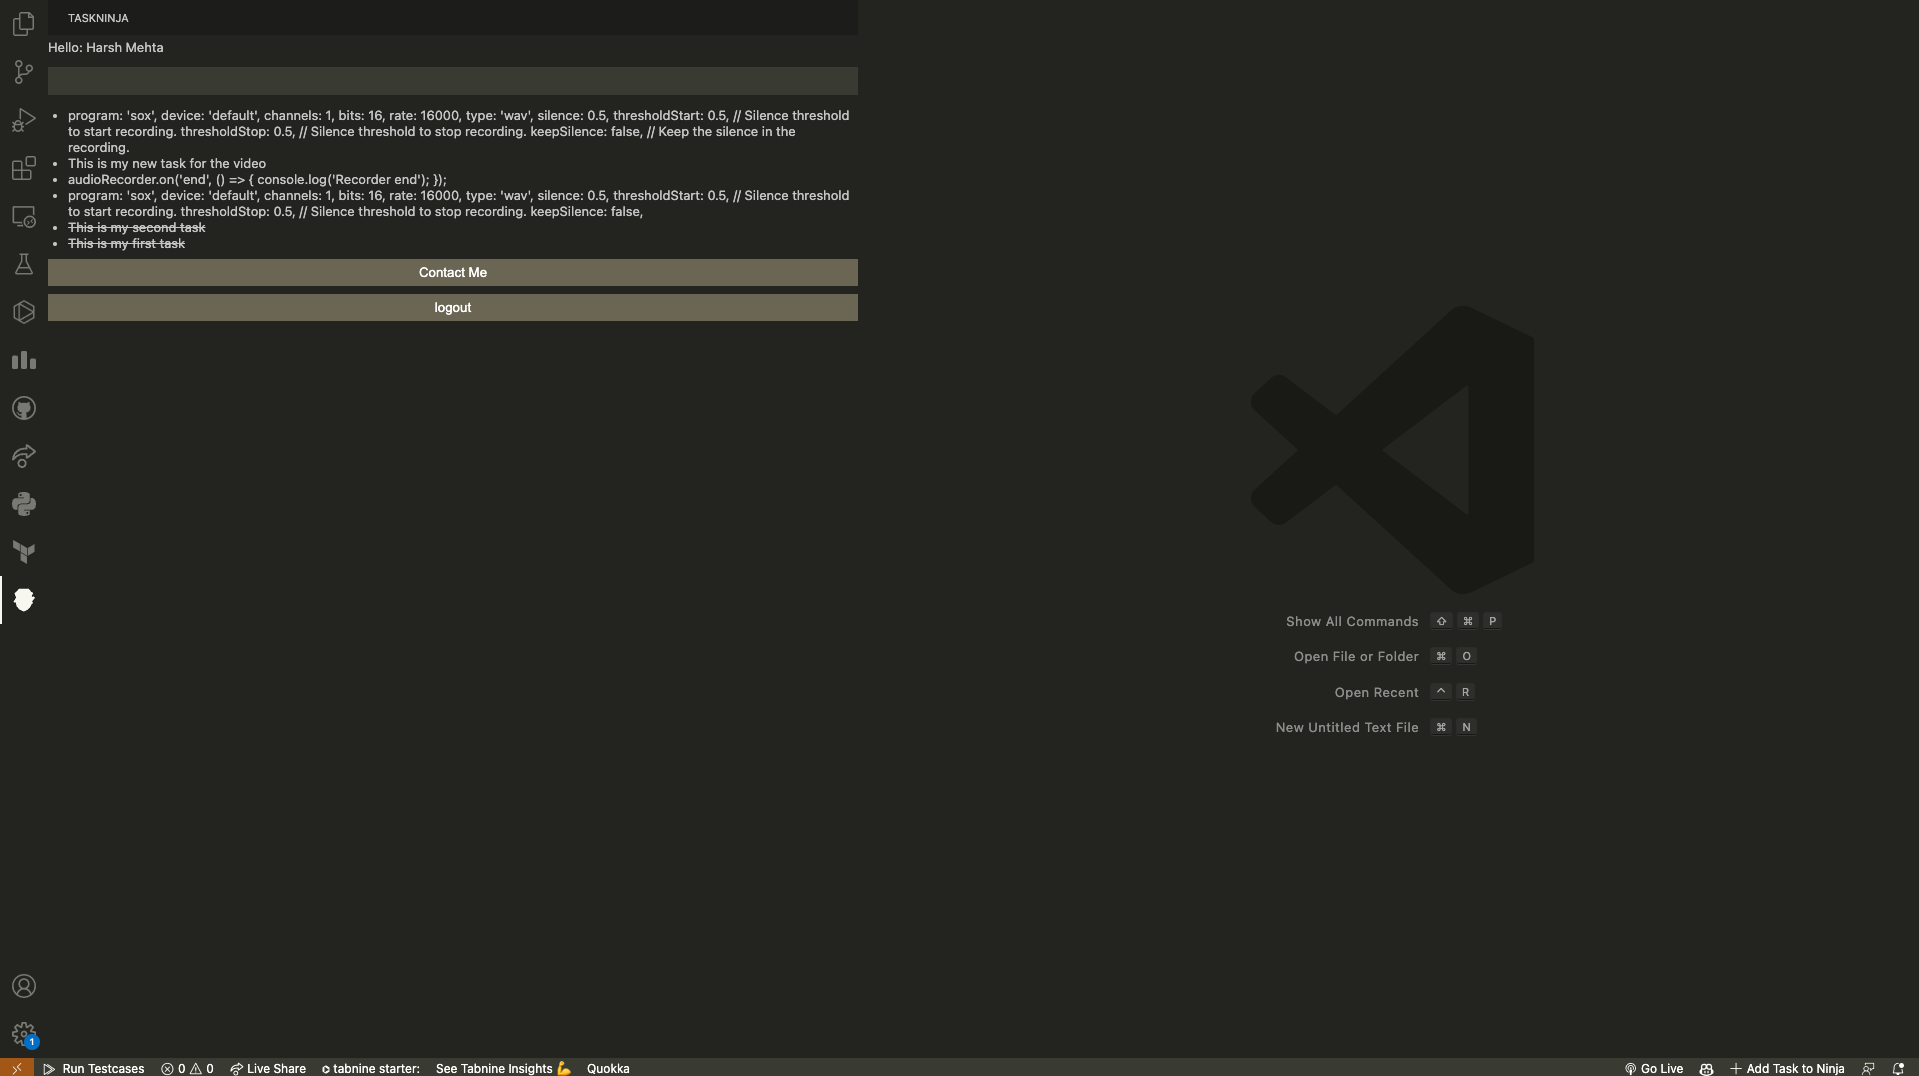 TASKNINJA
Hello: Harsh Mehta
program: 'sox', device: 'default', channels: 1, bits: 16, rate: 16000, type: 'wav', silence: 0.5, thresholdStart: 0.5, // Silence threshold
to start recording. thresholdStop: 0.5, // Silence threshold to stop recording. keepSilence: false, // Keep the silence in the
recording.
This is my new task for the video
audioRecorder.on('end', () => { console.log('Recorder end'); });
program: 'sox', device: 'default', channels: 1, bits: 16, rate: 16000, type: 'wav', silence: 0.5, thresholdStart: 0.5, // Silence threshold
to start recording. thresholdStop: 0.5, // Silence threshold to stop recording. keepSilence: false,
This is my second task
This is my first task
Contact Me
logout
Show All Commands ⇧ ⌘ P
Open File or Folder ⌘ O
Open Recent ^ R
New Untitled Text File ⌘ N
1
Run Testcases 0 0 Live Share tabnine starter: See Tabnine Insights 💪 Quokka Go Live + Add Task to Ninja